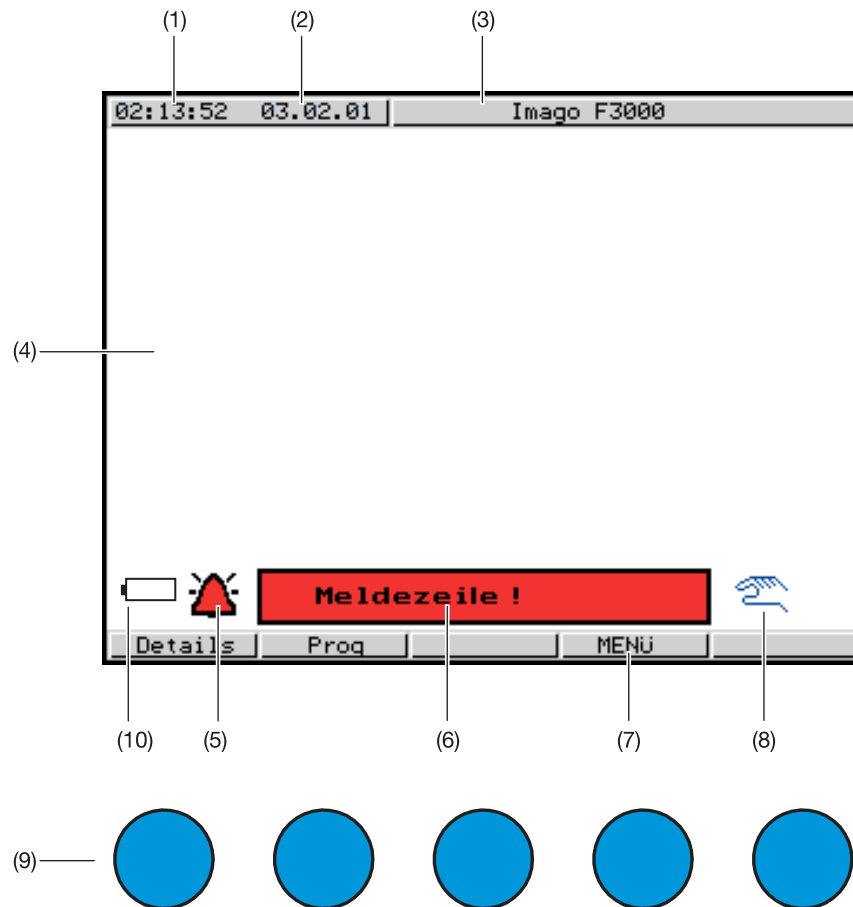 (1) (2) (3)
02:13:52 03.02.01 Imago F3000
(4)
Meldezeile !
Details Prog MENÜ
(10) (5) (6) (7) (8)
(9)